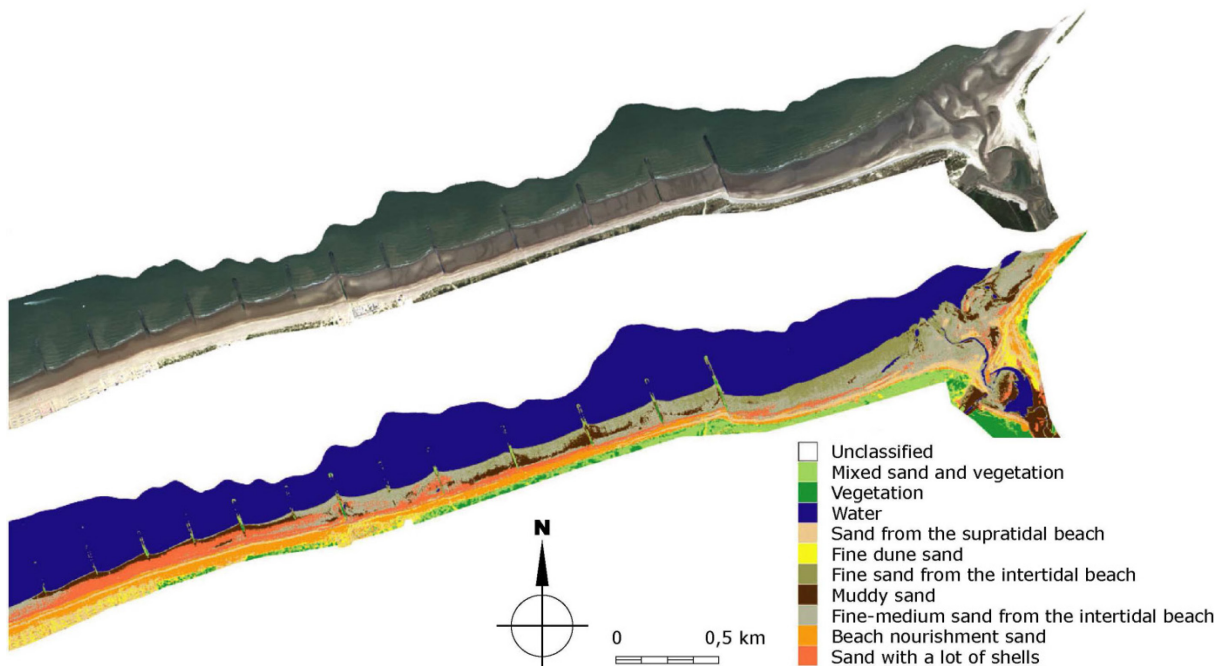 Unclassified
Mixed sand and vegetation
Vegetation
Water
Sand from the supratidal beach
Fine dune sand
Fine sand from the intertidal beach
Muddy sand
Fine-medium sand from the intertidal beach
Beach nourishment sand
Sand with a lot of shells
N
0 0,5 km